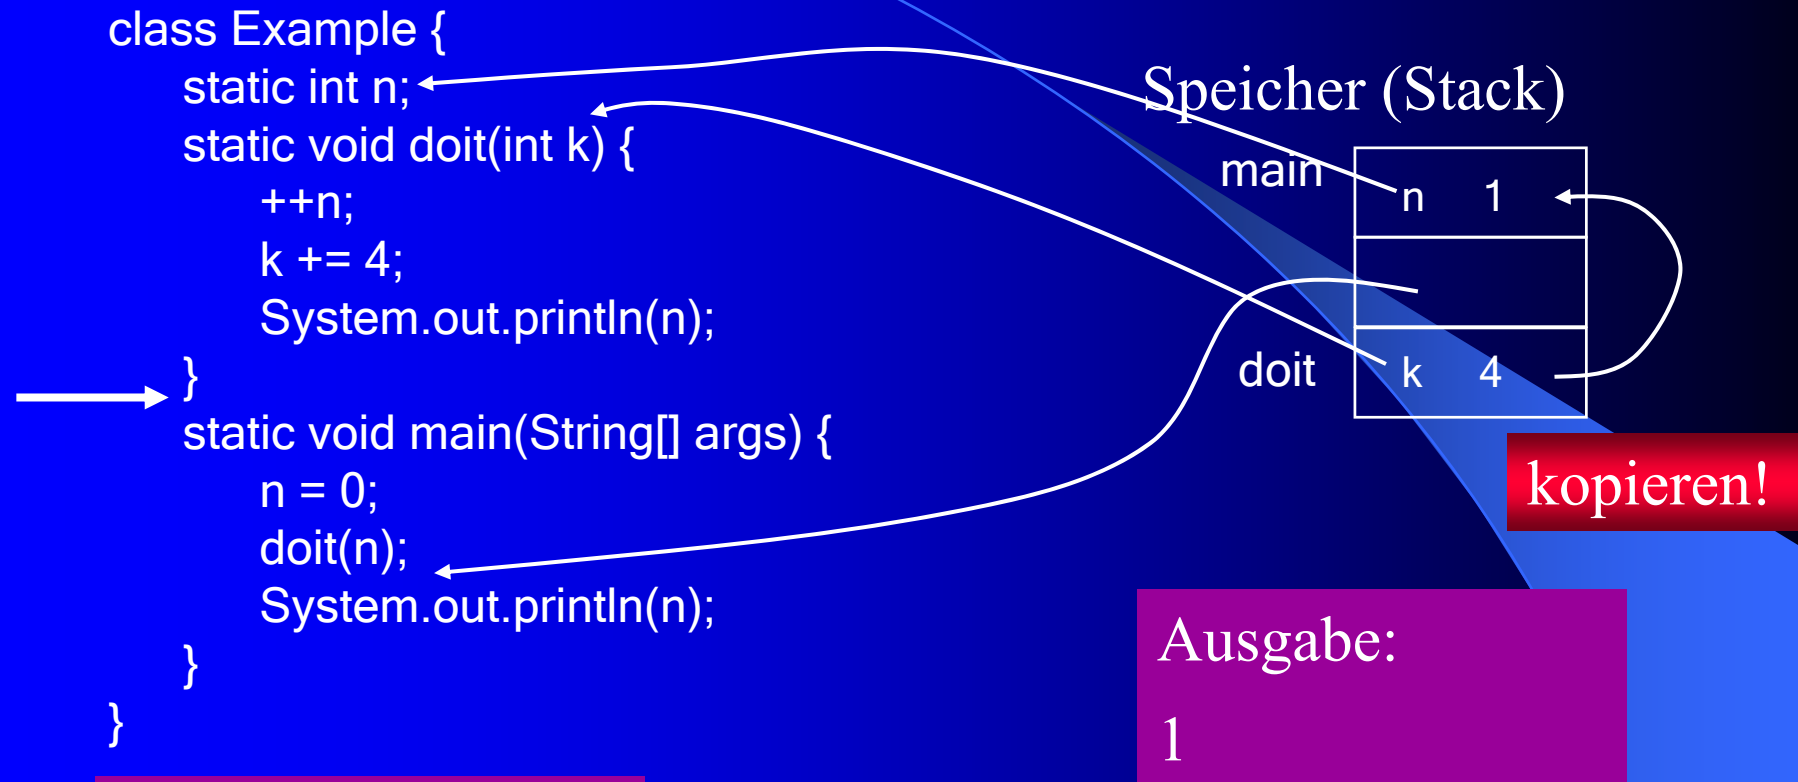 class Example {
static int n;
static void doit(int k) {
++n;
k += 4;
System.out.println(n);
}
static void main(String[] args) {
n = 0;
doit(n);
System.out.println(n);
}
}
Speicher (Stack)
main
n 1
doit
k 4
kopieren!
Ausgabe:
1